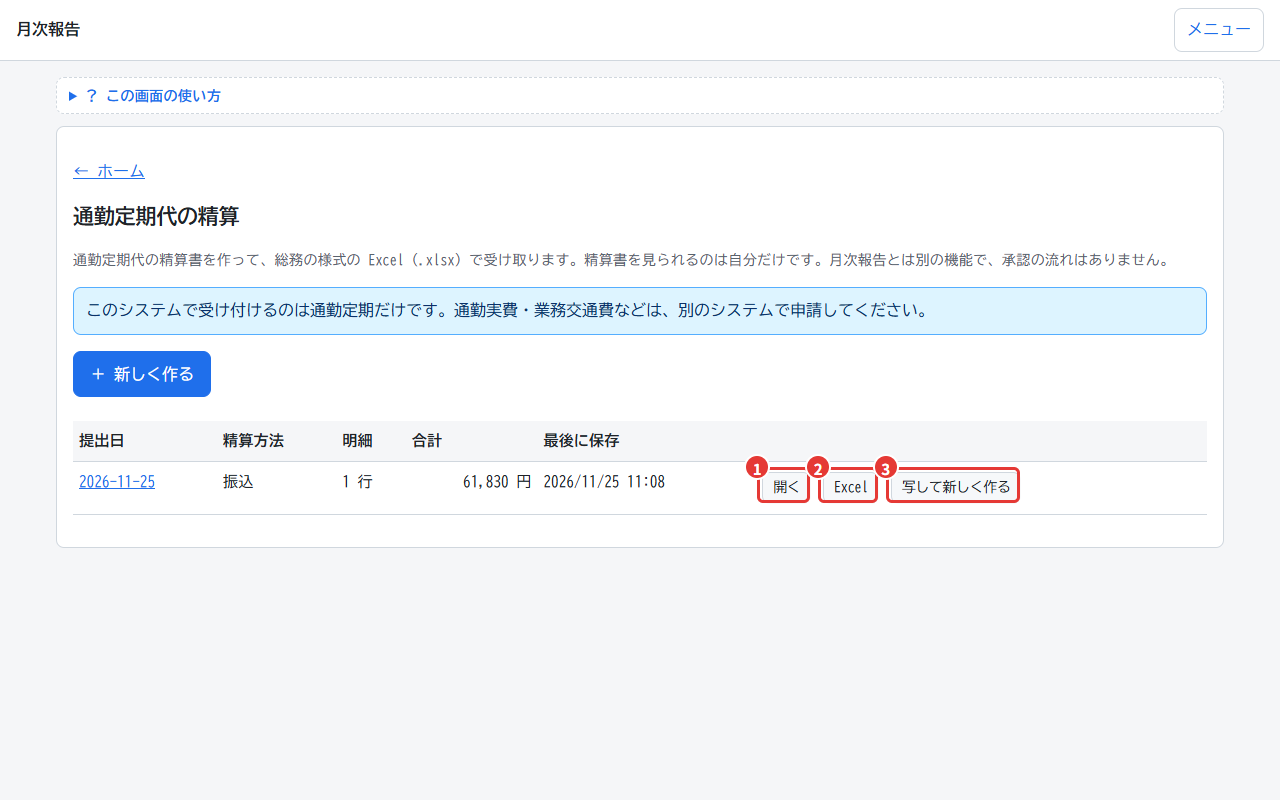 月次報告
メニュー
▶ ? この画面の使い方
← ホーム
通勤定期代の精算
通勤定期代の精算書を作って、総務の様式の Excel（.xlsx）で受け取ります。精算書を見られるのは自分だけです。月次報告とは別の機能で、承認の流れはありません。
このシステムで受け付けるのは通勤定期だけです。通勤実費・業務交通費などは、別のシステムで申請してください。
＋ 新しく作る
提出日 精算方法 明細 合計 最後に保存
1 2 3
2026-11-25 振込 1 行 61,830 円 2026/11/25 11:08 開く Excel 写して新しく作る